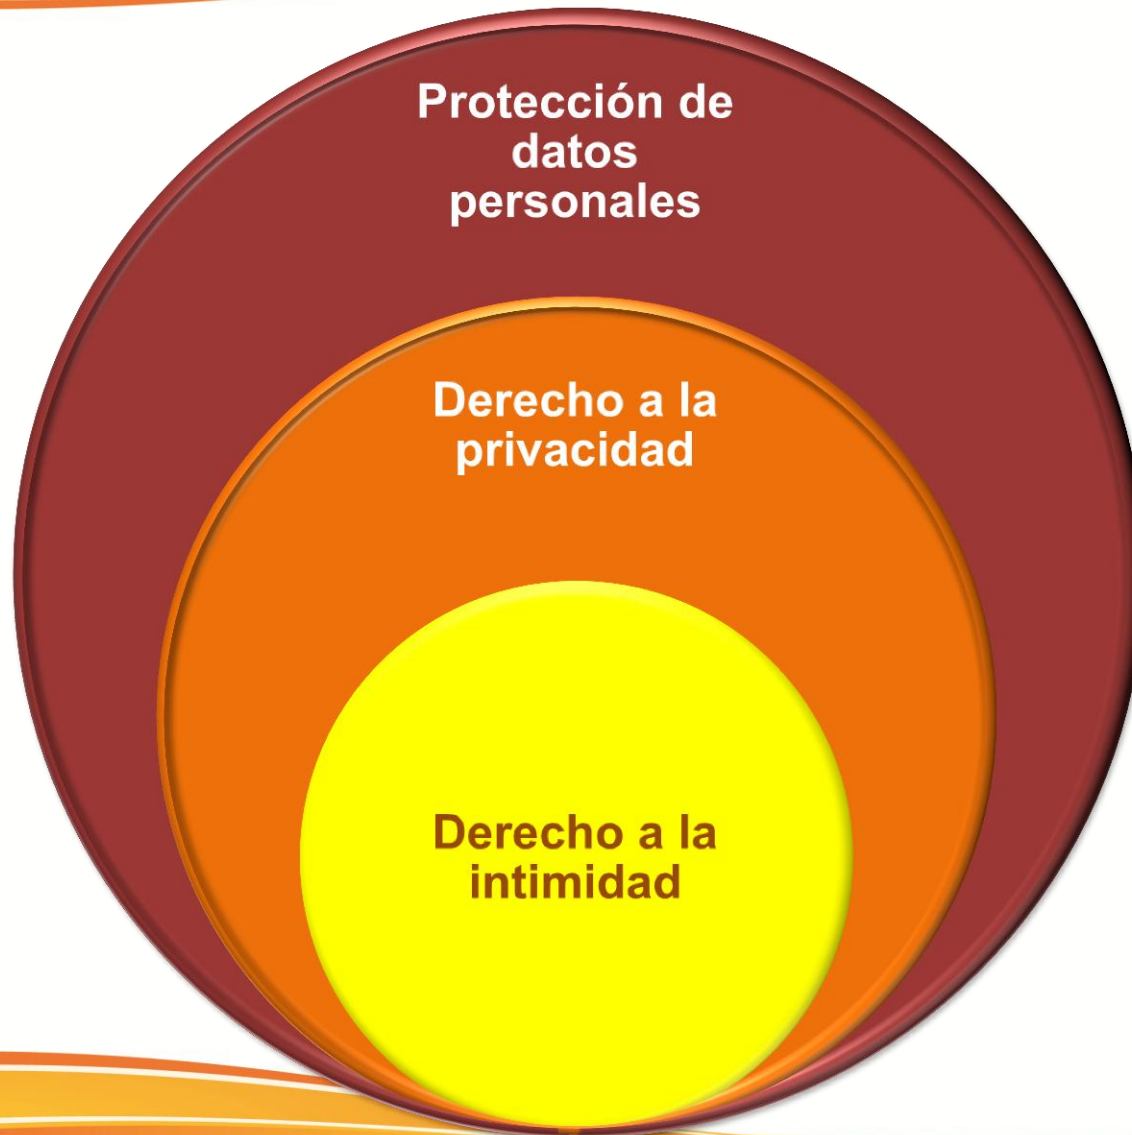 Protección de
datos
personales
Derecho a la
privacidad
Derecho a la
intimidad